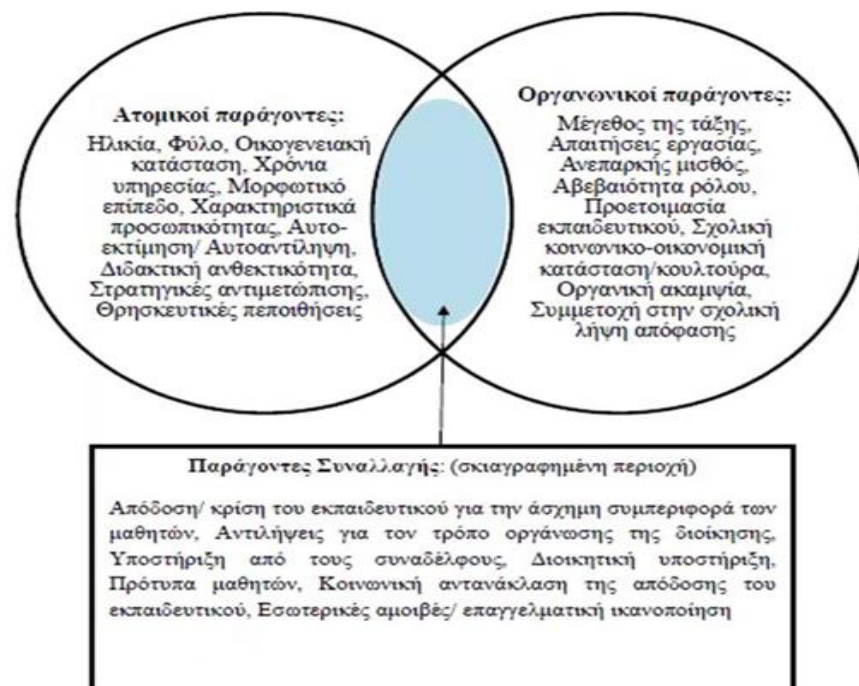 Ατομικοί παράγοντες:
Ηλικία, Φύλο, Οικογενειακή
κατάσταση, Χρόνια
υπηρεσίας, Μορφωτικό
επίπεδο, Χαρακτηριστικά
προσωπικότητας, Αυτο-
εκτίμηση/ Αυτοαντίληψη,
Διδακτική ανθεκτικότητα,
Στρατηγικές αντιμετώπισης,
Θρησκευτικές πεποιθήσεις
Οργανωνικοί παράγοντες:
Μέγεθος της τάξης,
Απαιτήσεις εργασίας,
Ανεπαρκής μισθός,
Αβεβαιότητα ρόλου,
Προετοιμασία
εκπαιδευτικού, Σχολική
κοινωνικο-οικονομική
κατάσταση/κουλτούρα,
Οργανική ακαμψία,
Συμμετοχή στην σχολική
λήψη απόφασης
Παράγοντες Συναλλαγής: (σκιαγραφημένη περιοχή)
Απόδοση/ κρίση του εκπαιδευτικού για την άσχημη συμπεριφορά των
μαθητών, Αντιλήψεις για τον τρόπο οργάνωσης της διοίκησης,
Υποστήριξη από τους συναδέλφους, Διοικητική υποστήριξη,
Πρότυπα μαθητών, Κοινωνική αντανάκλαση της απόδοσης του
εκπαιδευτικού, Εσωτερικές αμοιβές/ επαγγελματική ικανοποίηση